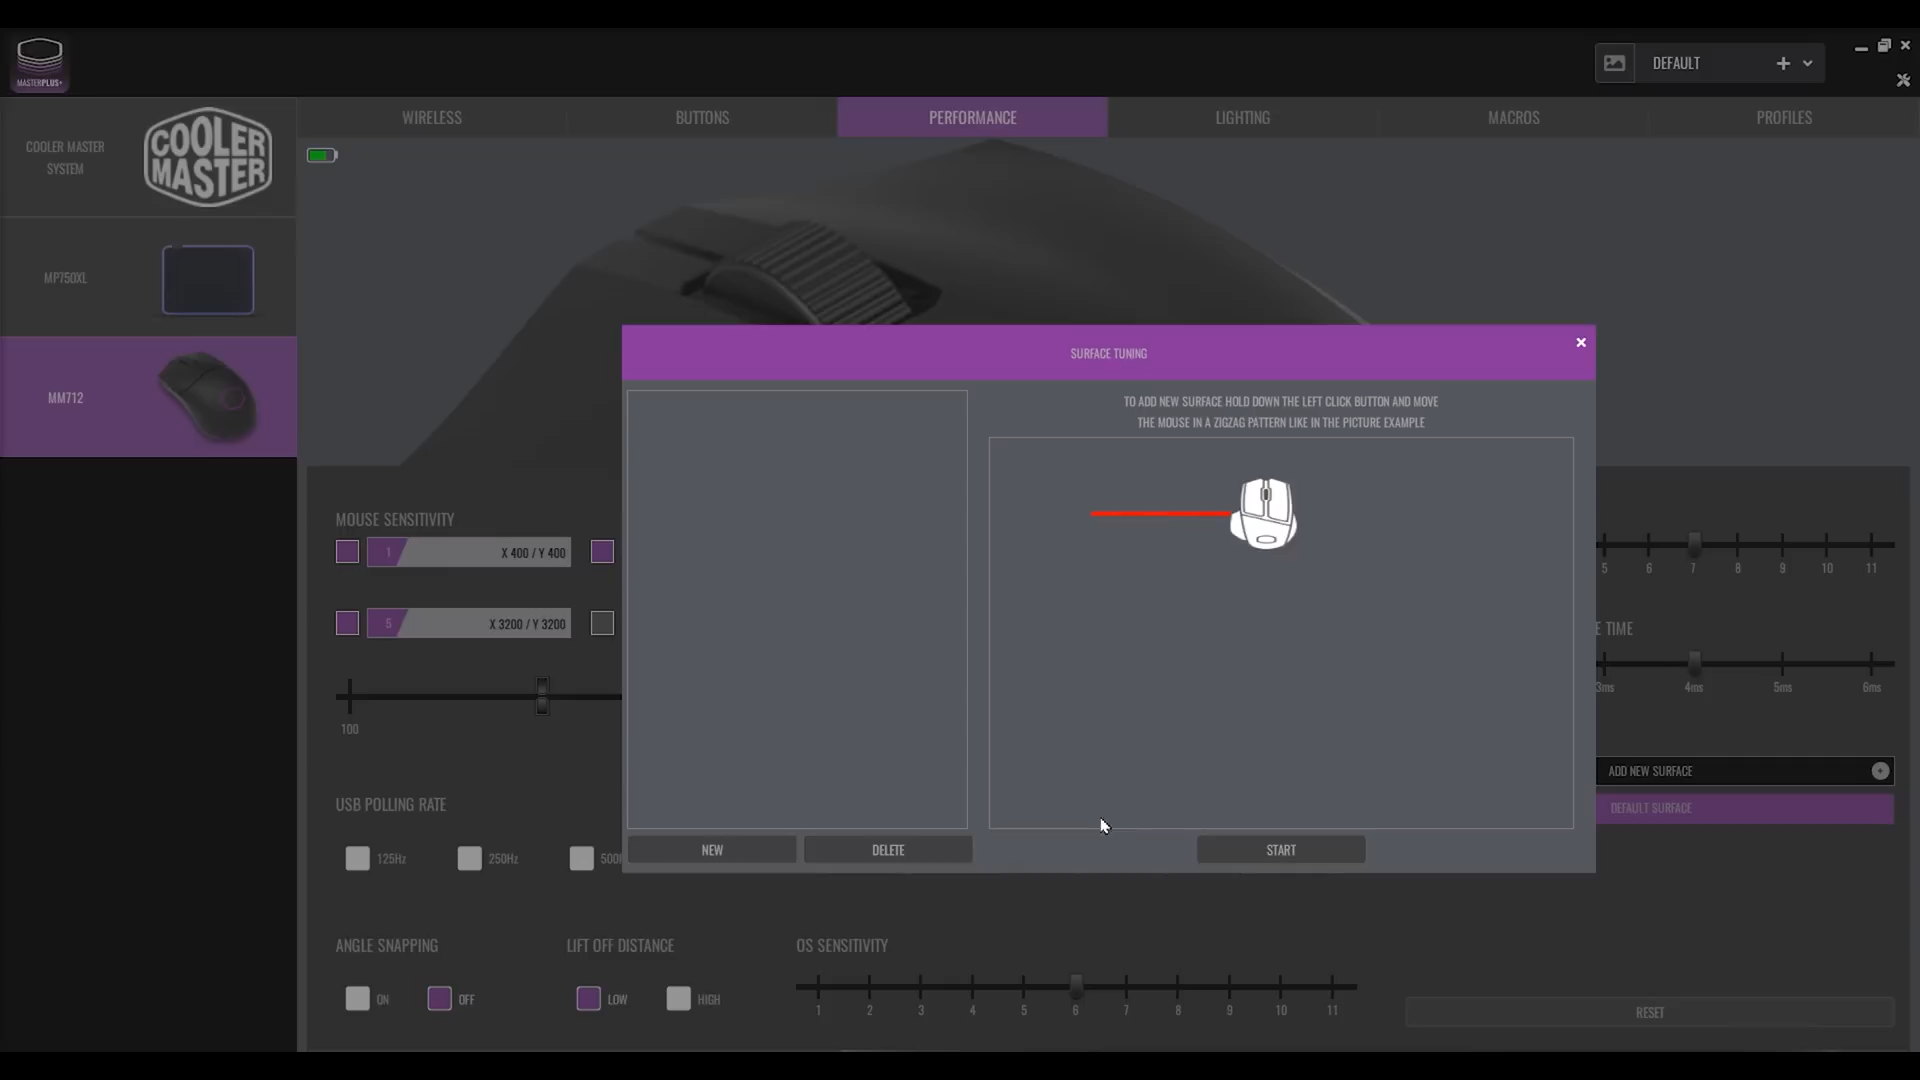 MASTERPLUS+
DEFAULT
WIRELESS
BUTTONS
PERFORMANCE
LIGHTING
MACROS
PROFILES
COOLER MASTER
SYSTEM
COOLER
MASTER
MP750XL
MM712
SURFACE TUNING
TO ADD NEW SURFACE HOLD DOWN THE LEFT CLICK BUTTON AND MOVE
THE MOUSE IN A ZIGZAG PATTERN LIKE IN THE PICTURE EXAMPLE
NEW
DELETE
START
MOUSE SENSITIVITY
1
X 400 / Y 400
5
X 3200 / Y 3200
100
5 6 7 8 9 10 11
E TIME
3ms 4ms 5ms 6ms
ADD NEW SURFACE
DEFAULT SURFACE
USB POLLING RATE
125Hz
250Hz
500
ANGLE SNAPPING
ON
OFF
LIFT OFF DISTANCE
LOW
HIGH
OS SENSITIVITY
1 2 3 4 5 6 7 8 9 10 11
RESET